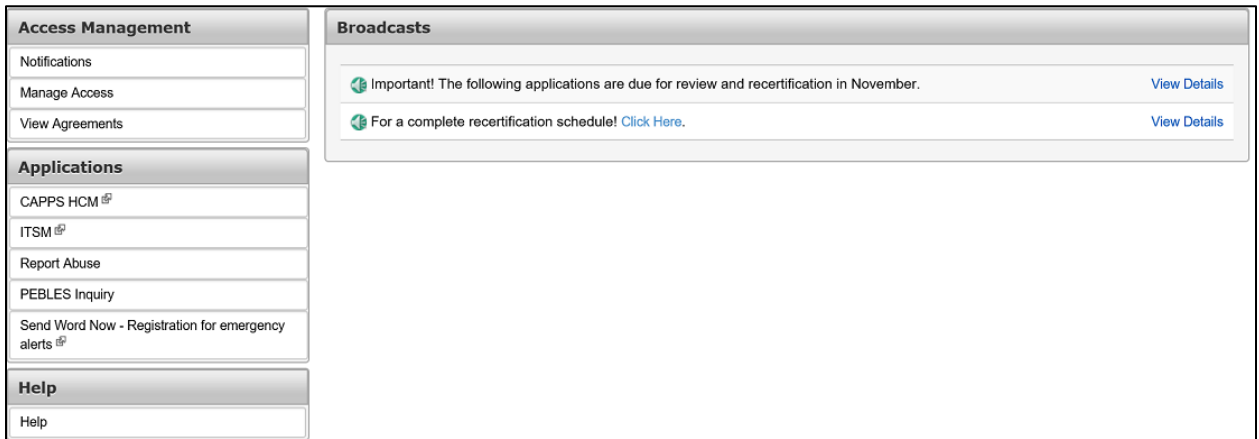 Access Management
Notifications
Manage Access
View Agreements
Applications
CAPPS HCM
ITSM
Report Abuse
PEBLES Inquiry
Send Word Now - Registration for emergency
alerts
Help
Help
Broadcasts
Important! The following applications are due for review and recertification in November. View Details
For a complete recertification schedule! Click Here. View Details